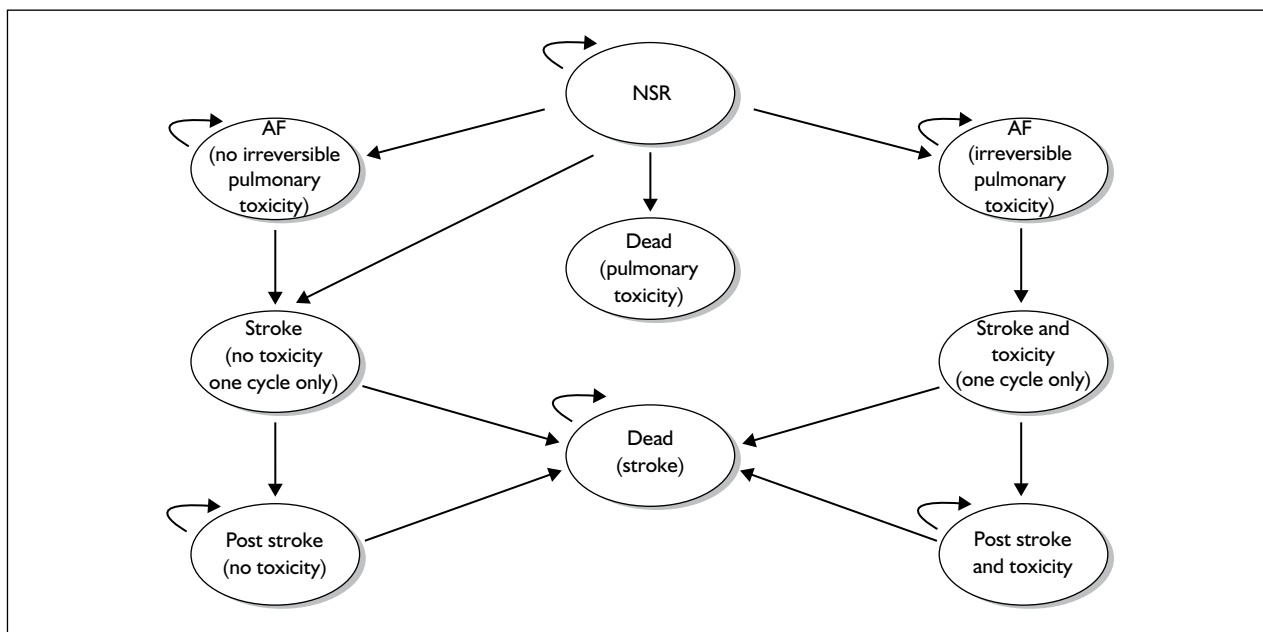 NSR
AF
(no irreversible
pulmonary
toxicity)
AF
(irreversible
pulmonary
toxicity)
Dead
(pulmonary
toxicity)
Stroke
(no toxicity
one cycle only)
Stroke and
toxicity
(one cycle only)
Dead
(stroke)
Post stroke
(no toxicity)
Post stroke
and toxicity